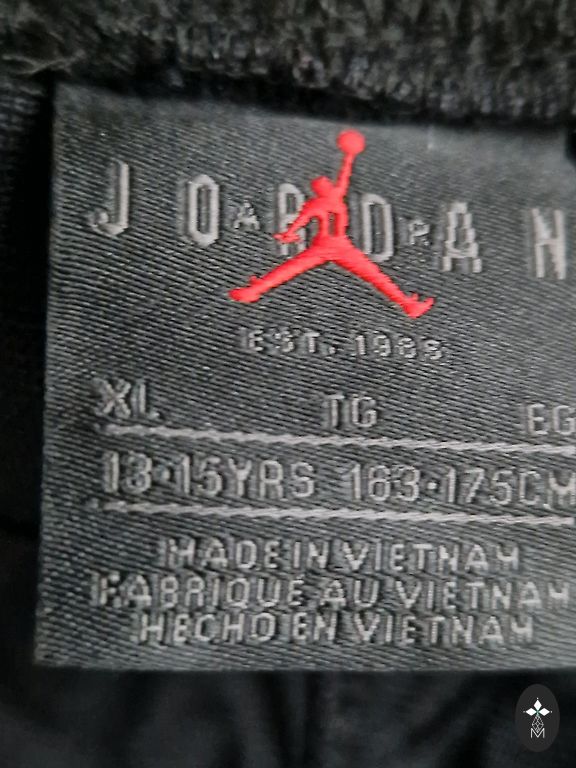 JORDAN
A R
EST. 1988
XL TG EG
13-15YRS 163-175CM
MADE IN VIETNAM
FABRIQUE AU VIETNAM
HECHO EN VIETNAM
M